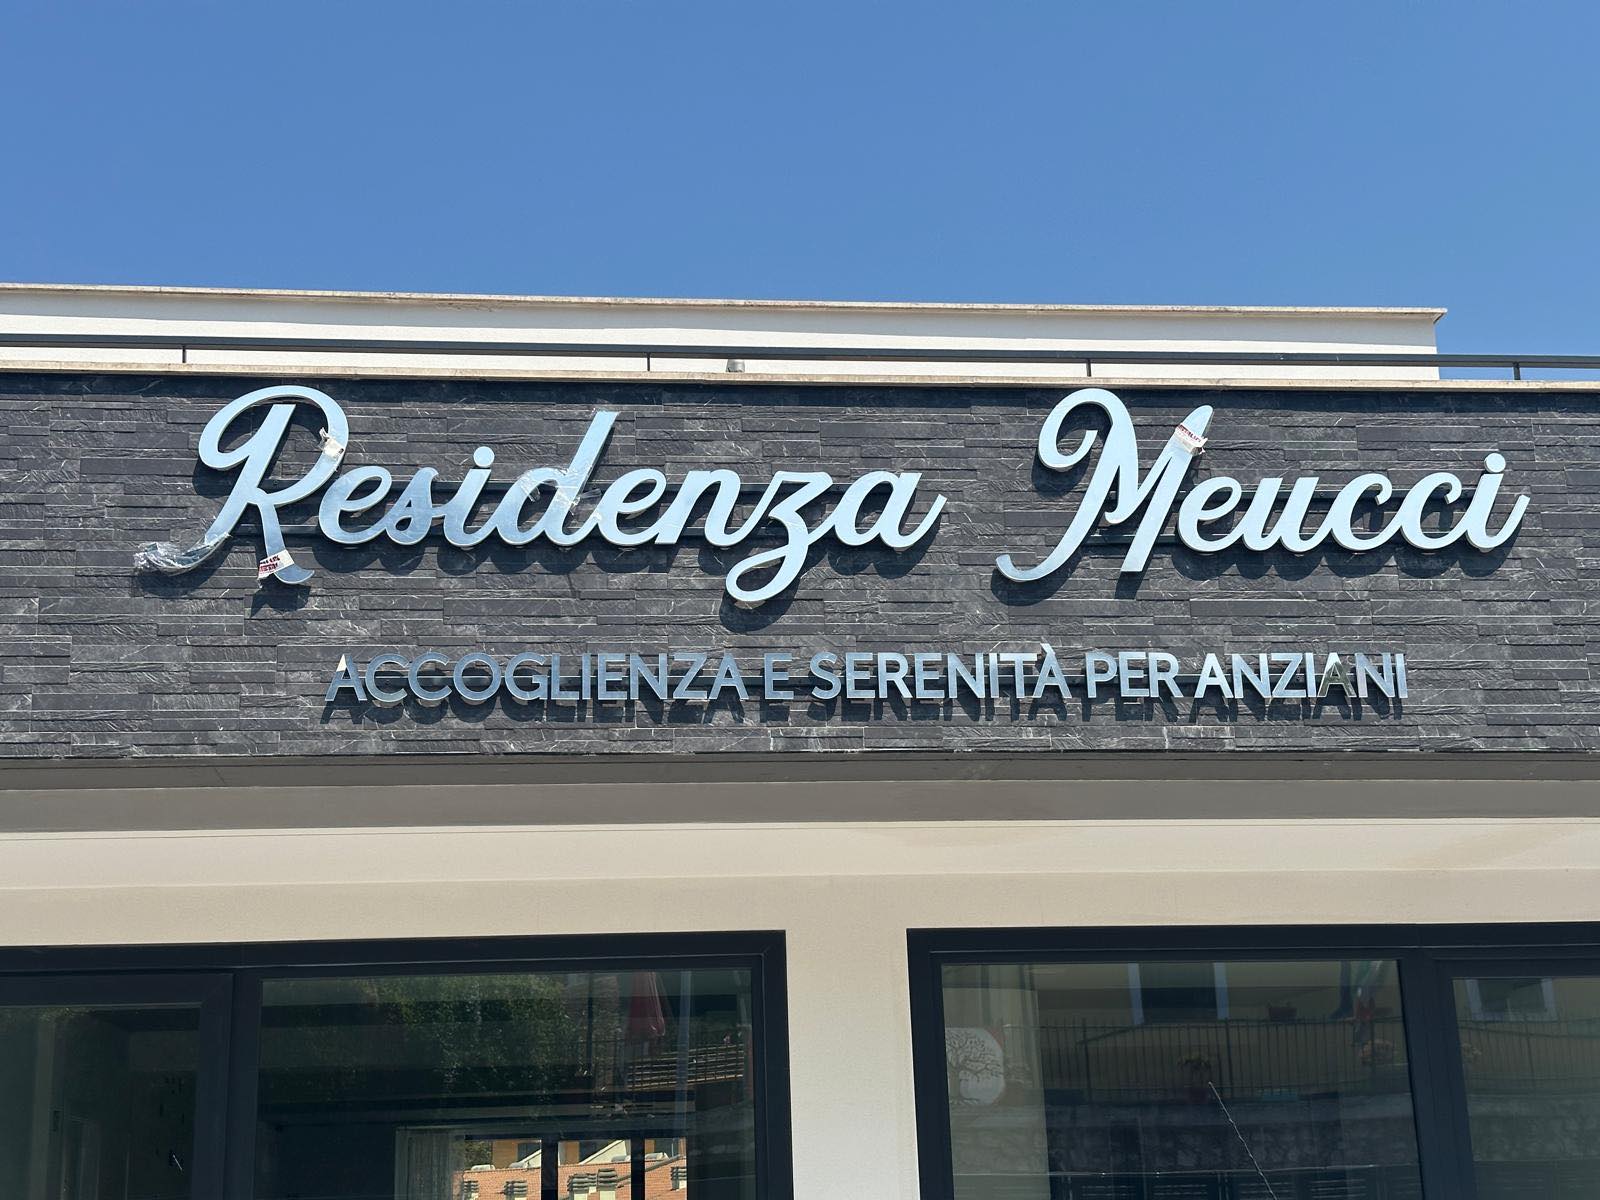 Residenza Meucci
ACCOGLIENZA E SERENITÀ PER ANZIANI